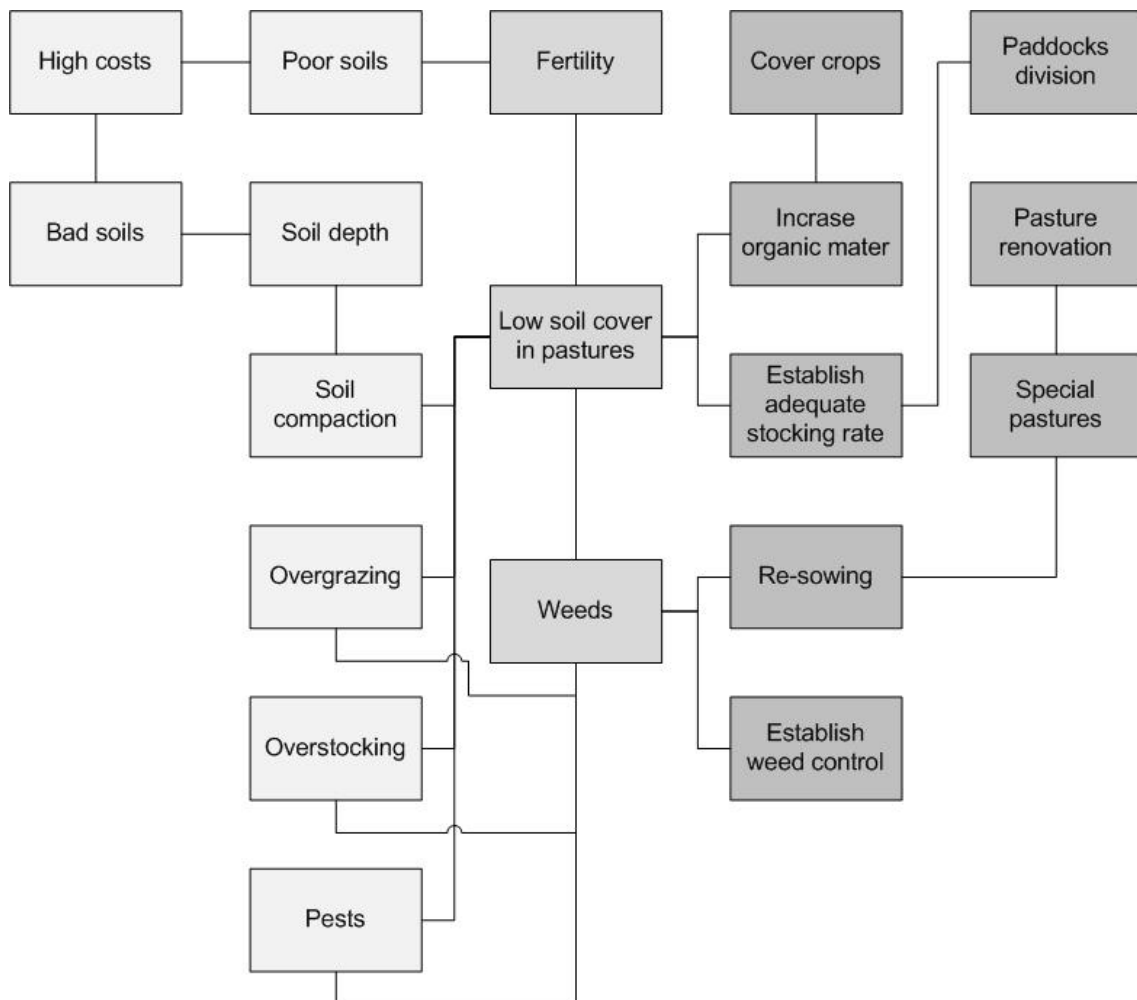 High costs
Poor soils
Fertility
Cover crops
Paddocks
division
Bad soils
Soil depth
Incrase
organic mater
Pasture
renovation
Low soil cover
in pastures
Soil
compaction
Establish
adequate
stocking rate
Special
pastures
Overgrazing
Weeds
Re-sowing
Overstocking
Establish
weed control
Pests